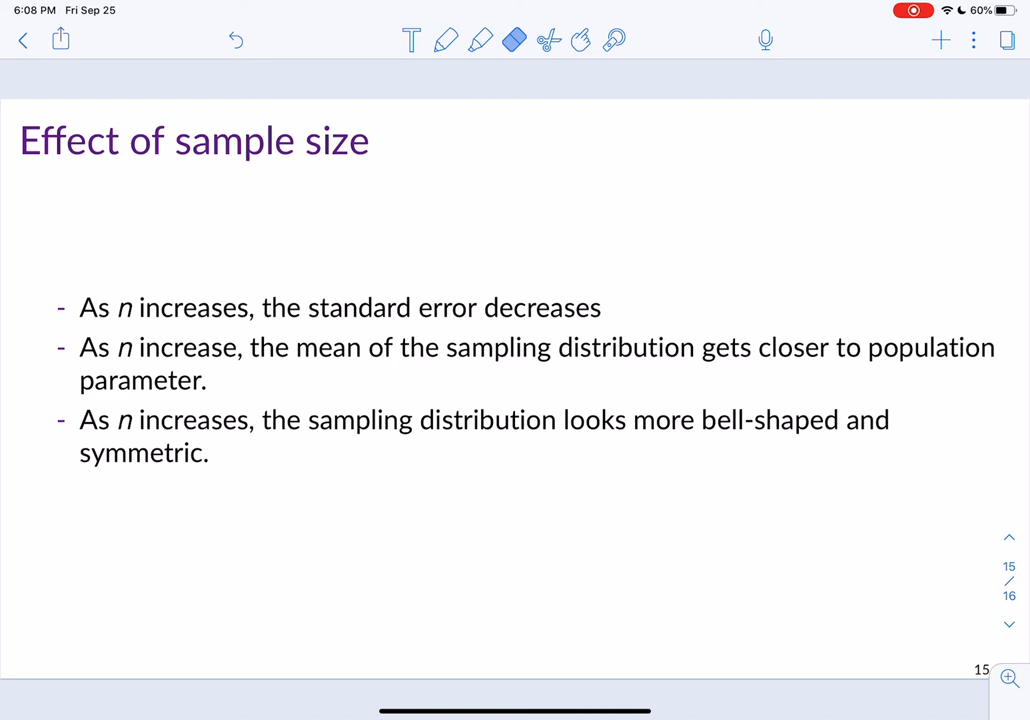 6:08 PM Fri Sep 25
60%
T
Effect of sample size
- As n increases, the standard error decreases
- As n increase, the mean of the sampling distribution gets closer to population
parameter.
- As n increases, the sampling distribution looks more bell-shaped and
symmetric.
15
/
16
15